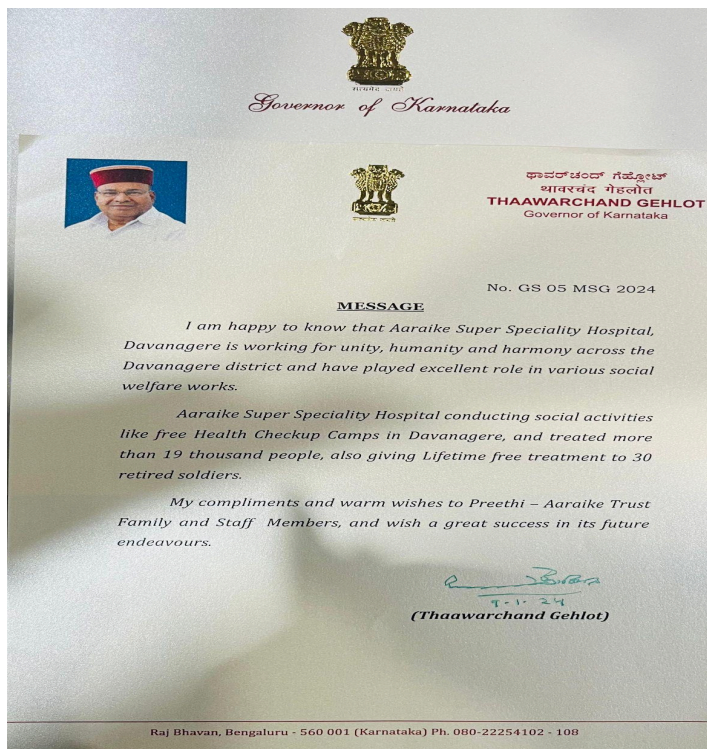 सत्यमेव जयते
Governor of Karnataka
ಥಾವರ್‌ಚಂದ್ ಗೆಹ್ಲೋಟ್
थावरचंद गेहलोत
THAAWARCHAND GEHLOT
Governor of Karnataka
सत्यमेव जयते
No. GS 05 MSG 2024
MESSAGE
I am happy to know that Aaraike Super Speciality Hospital,
Davanagere is working for unity, humanity and harmony across the
Davanagere district and have played excellent role in various social
welfare works.
Aaraike Super Speciality Hospital conducting social activities
like free Health Checkup Camps in Davanagere, and treated more
than 19 thousand people, also giving Lifetime free treatment to 30
retired soldiers.
My compliments and warm wishes to Preethi – Aaraike Trust
Family and Staff Members, and wish a great success in its future
endeavours.
9-1-24
(Thaawarchand Gehlot)
Raj Bhavan, Bengaluru - 560 001 (Karnataka) Ph. 080-22254102 - 108